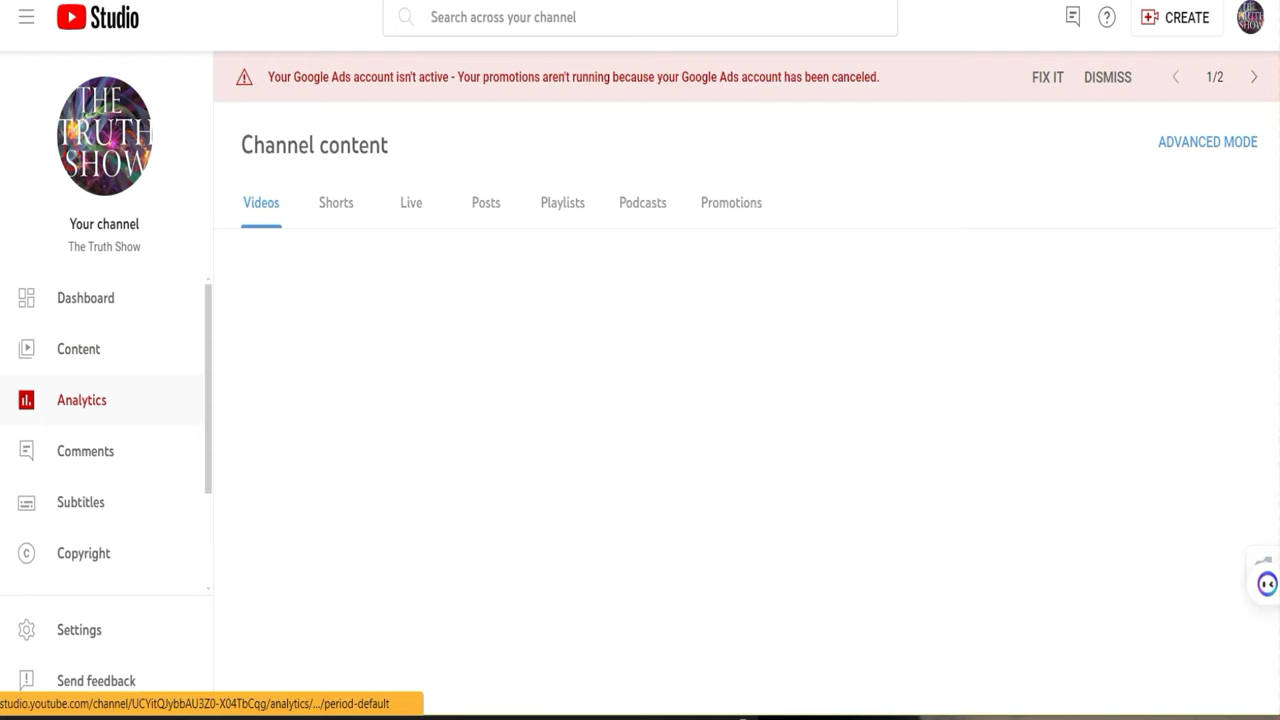 Studio
Search across your channel
CREATE
THE TRUTH SHOW
Your Google Ads account isn't active - Your promotions aren't running because your Google Ads account has been canceled.
FIX IT
DISMISS
1/2
THE
TRUTH
SHOW
Your channel
The Truth Show
Channel content
ADVANCED MODE
Videos
Shorts
Live
Posts
Playlists
Podcasts
Promotions
Dashboard
Content
Analytics
Comments
Subtitles
Copyright
Settings
Send feedback
studio.youtube.com/channel/UCYitQJybbAU3Z0-X04TbCqg/analytics/.../period-default